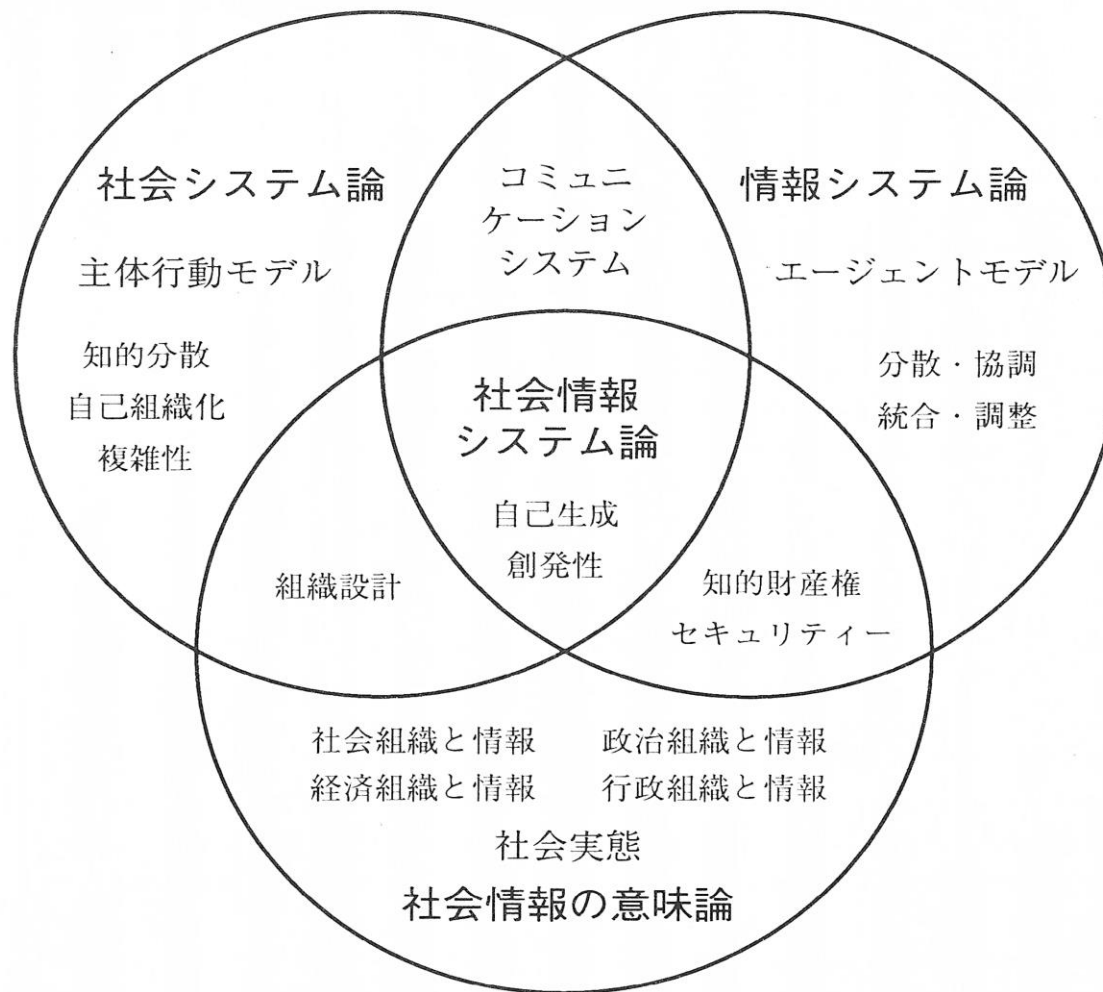 社会システム論
主体行動モデル
知的分散
自己組織化
複雑性
コミュニ
ケーション
システム
情報システム論
エージェントモデル
分散・協調
統合・調整
社会情報
システム論
自己生成
創発性
組織設計
知的財産権
セキュリティー
社会組織と情報 政治組織と情報
経済組織と情報 行政組織と情報
社会実態
社会情報の意味論